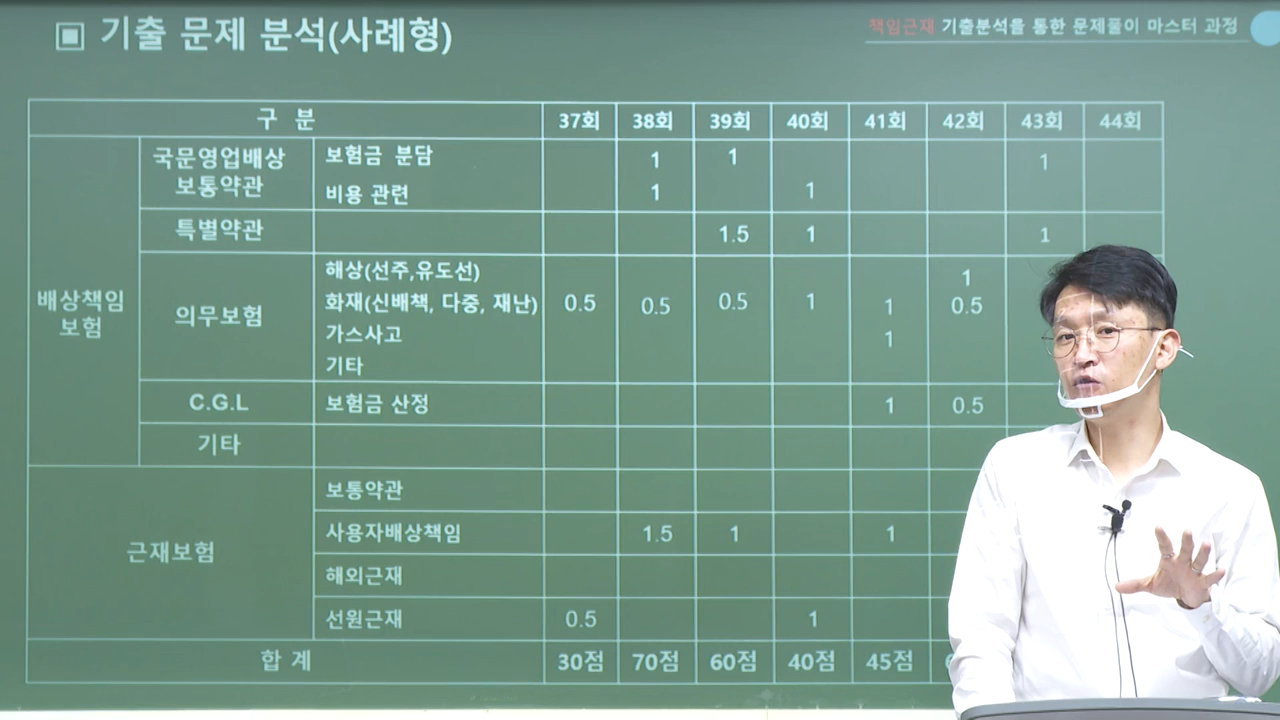 ▣ 기출 문제 분석(사례형)
책임근재 기출분석을 통한 문제풀이 마스터 과정
구 분 37회 38회 39회 40회 41회 42회 43회 44회
배상책임
보험
국문영업배상
보통약관
보험금 분담 1 1 1
비용 관련 1 1
특별약관 1.5 1 1
의무보험
해상(선주,유도선) 1
화재(신배책, 다중, 재난) 0.5 0.5 0.5 1 1 0.5
가스사고 1
기타
C.G.L 보험금 산정 1 0.5
기타
근재보험
보통약관
사용자배상책임 1.5 1 1
해외근재
선원근재 0.5 1
합 계 30점 70점 60점 40점 45점